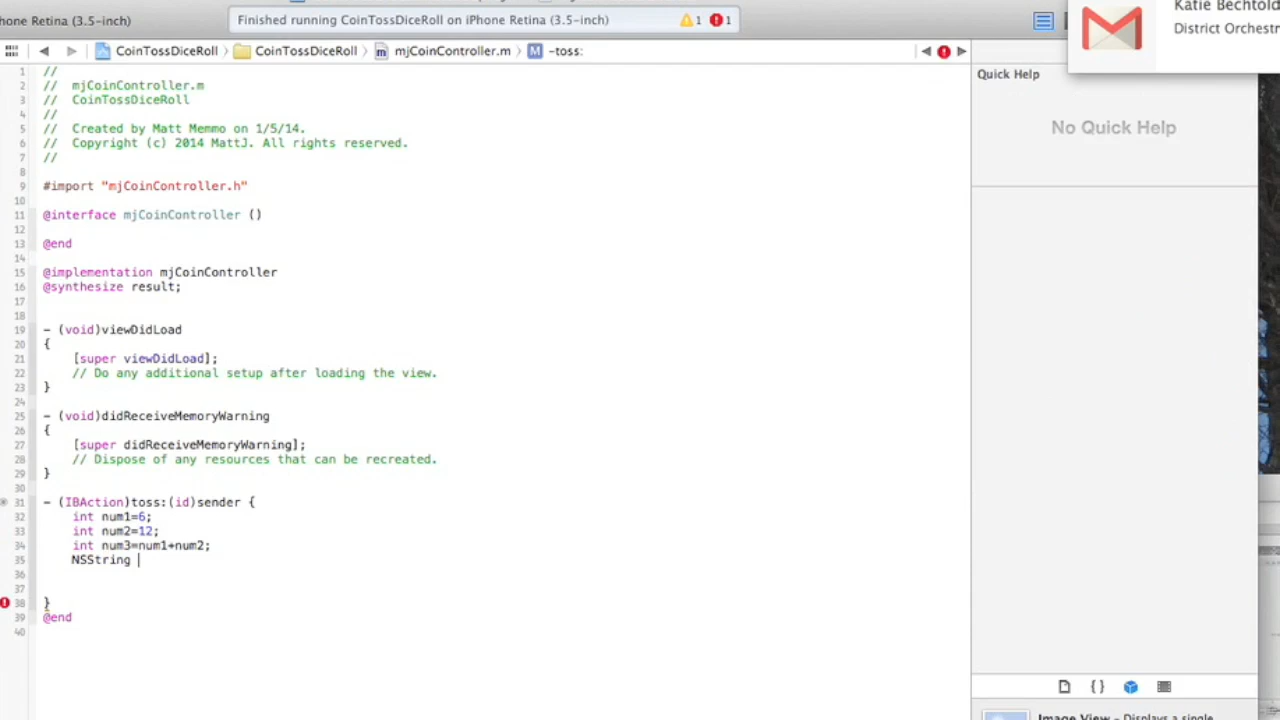 hone Retina (3.5-inch)
Finished running CoinTossDiceRoll on iPhone Retina (3.5-inch)
1
1
Katie Bechtold
District Orchestr
CoinTossDiceRoll
CoinTossDiceRoll
mjCoinController.m
M -toss:
Quick Help
No Quick Help
1 //
2 // mjCoinController.m
3 // CoinTossDiceRoll
4 //
5 // Created by Matt Memmo on 1/5/14.
6 // Copyright (c) 2014 MattJ. All rights reserved.
7 //
8
9 #import "mjCoinController.h"
10
11 @interface mjCoinController ()
12
13 @end
14
15 @implementation mjCoinController
16 @synthesize result;
17
18
19 - (void)viewDidLoad
20 {
21 [super viewDidLoad];
22 // Do any additional setup after loading the view.
23 }
24
25 - (void)didReceiveMemoryWarning
26 {
27 [super didReceiveMemoryWarning];
28 // Dispose of any resources that can be recreated.
29 }
30
31 - (IBAction)toss:(id)sender {
32 int num1=6;
33 int num2=12;
34 int num3=num1+num2;
35 NSString
36
37
38 }
39 @end
40
{ }
Image View - Displays a single